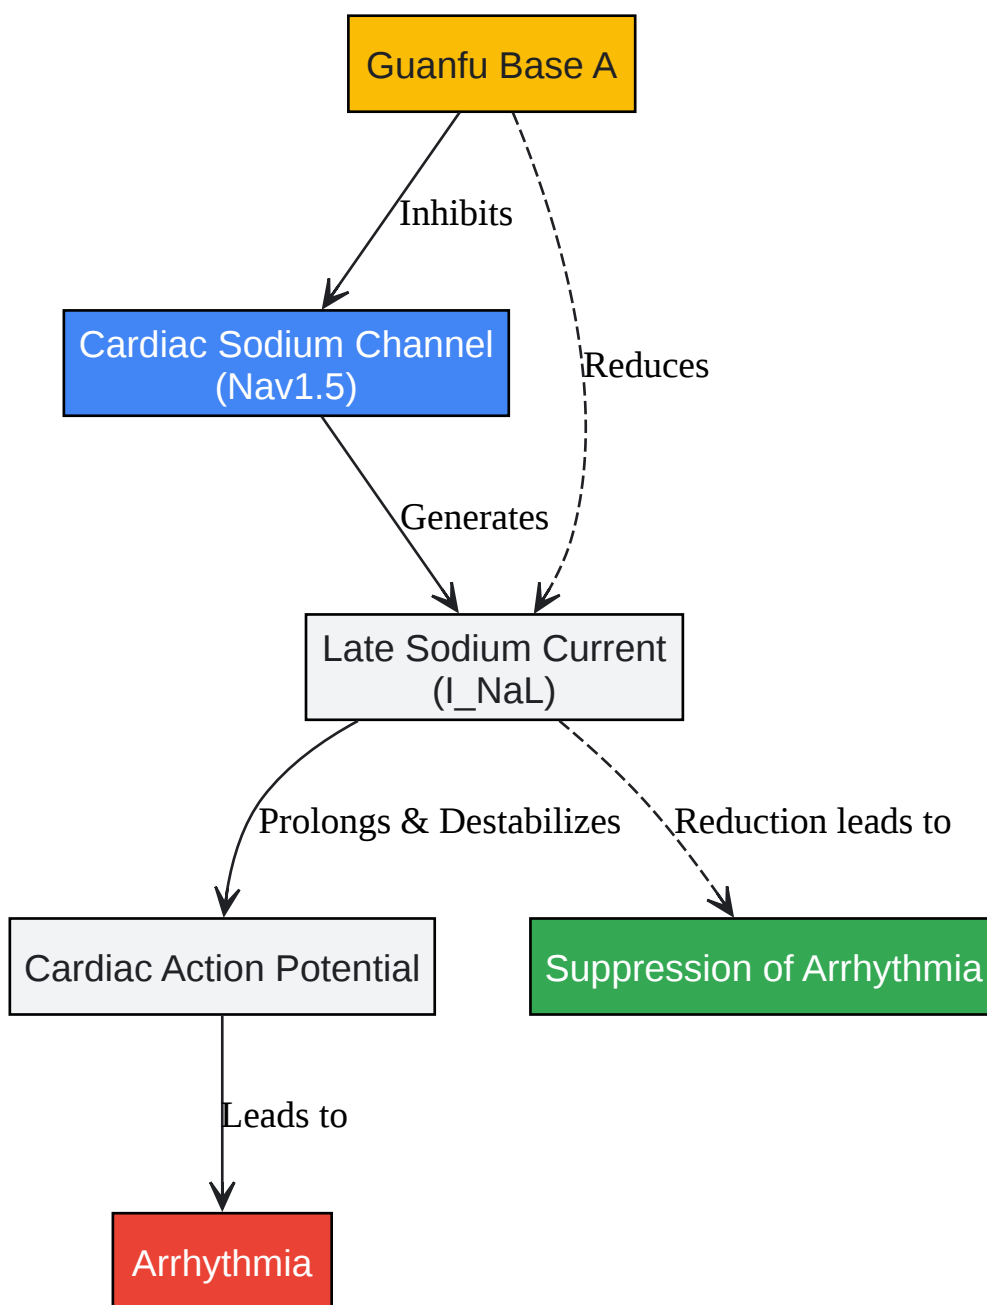 Guanfu Base A
Inhibits
Cardiac Sodium Channel
(Nav1.5)
Reduces
Generates
Late Sodium Current
(I_NaL)
Prolongs & Destabilizes
Reduction leads to
Cardiac Action Potential
Suppression of Arrhythmia
Leads to
Arrhythmia